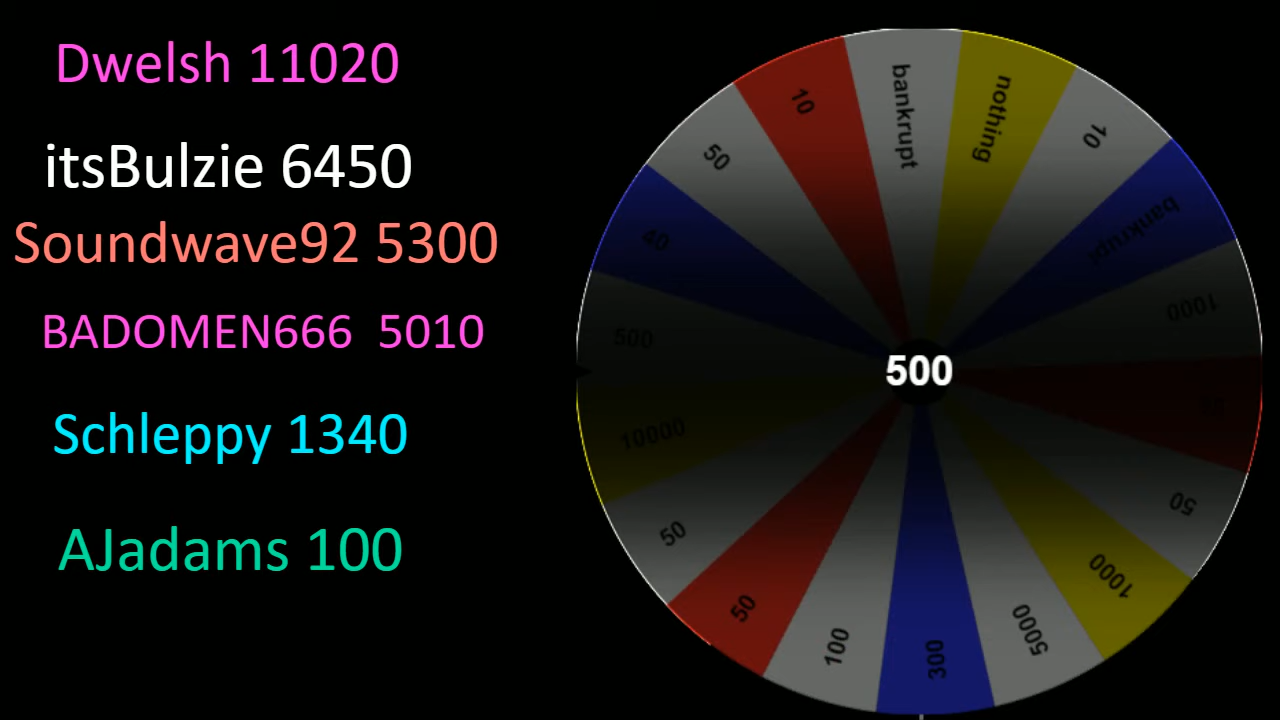 Dwelsh 11020
itsBulzie 6450
Soundwave92 5300
BADOMEN666 5010
Schleppy 1340
AJadams 100
500
bankrupt
nothing
10
bankrupt
1000
50
1000
5000
300
100
50
50
10000
500
40
50
10